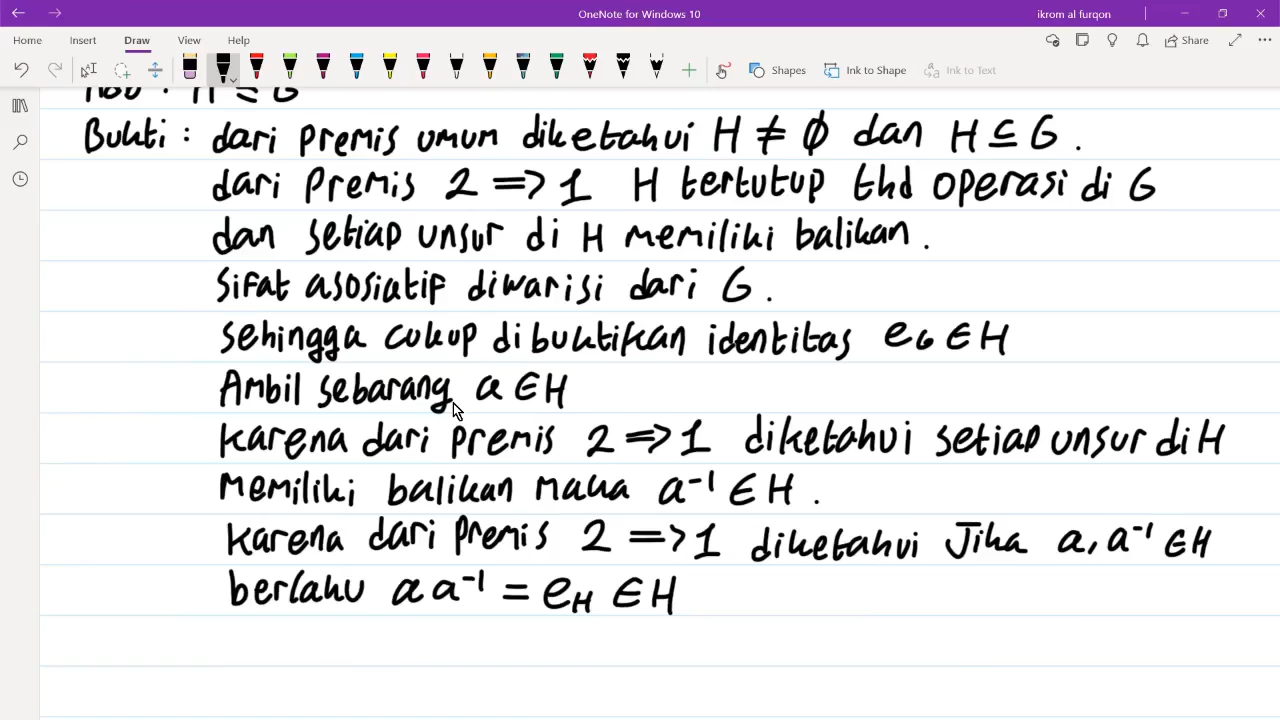 OneNote for Windows 10
ikrom al furqon
Home Insert Draw View Help
Share
Shapes
Ink to Shape
Ink to Text
: H ≤ G
Bukti : dari premis umum diketahui H ≠ ∅ dan H ⊆ G .
dari Premis 2 => 1 H tertutup thd operasi di G
dan setiap unsur di H memiliki balikan .
Sifat asosiatif diwarisi dari G .
sehingga cukup dibuktikan identitas e_G ∈ H
Ambil sebarang a ∈ H
karena dari premis 2 => 1 diketahui setiap unsur di H
memiliki balikan maka a⁻¹ ∈ H .
karena dari Premis 2 => 1 diketahui Jika a, a⁻¹ ∈ H
berlaku a a⁻¹ = e_H ∈ H